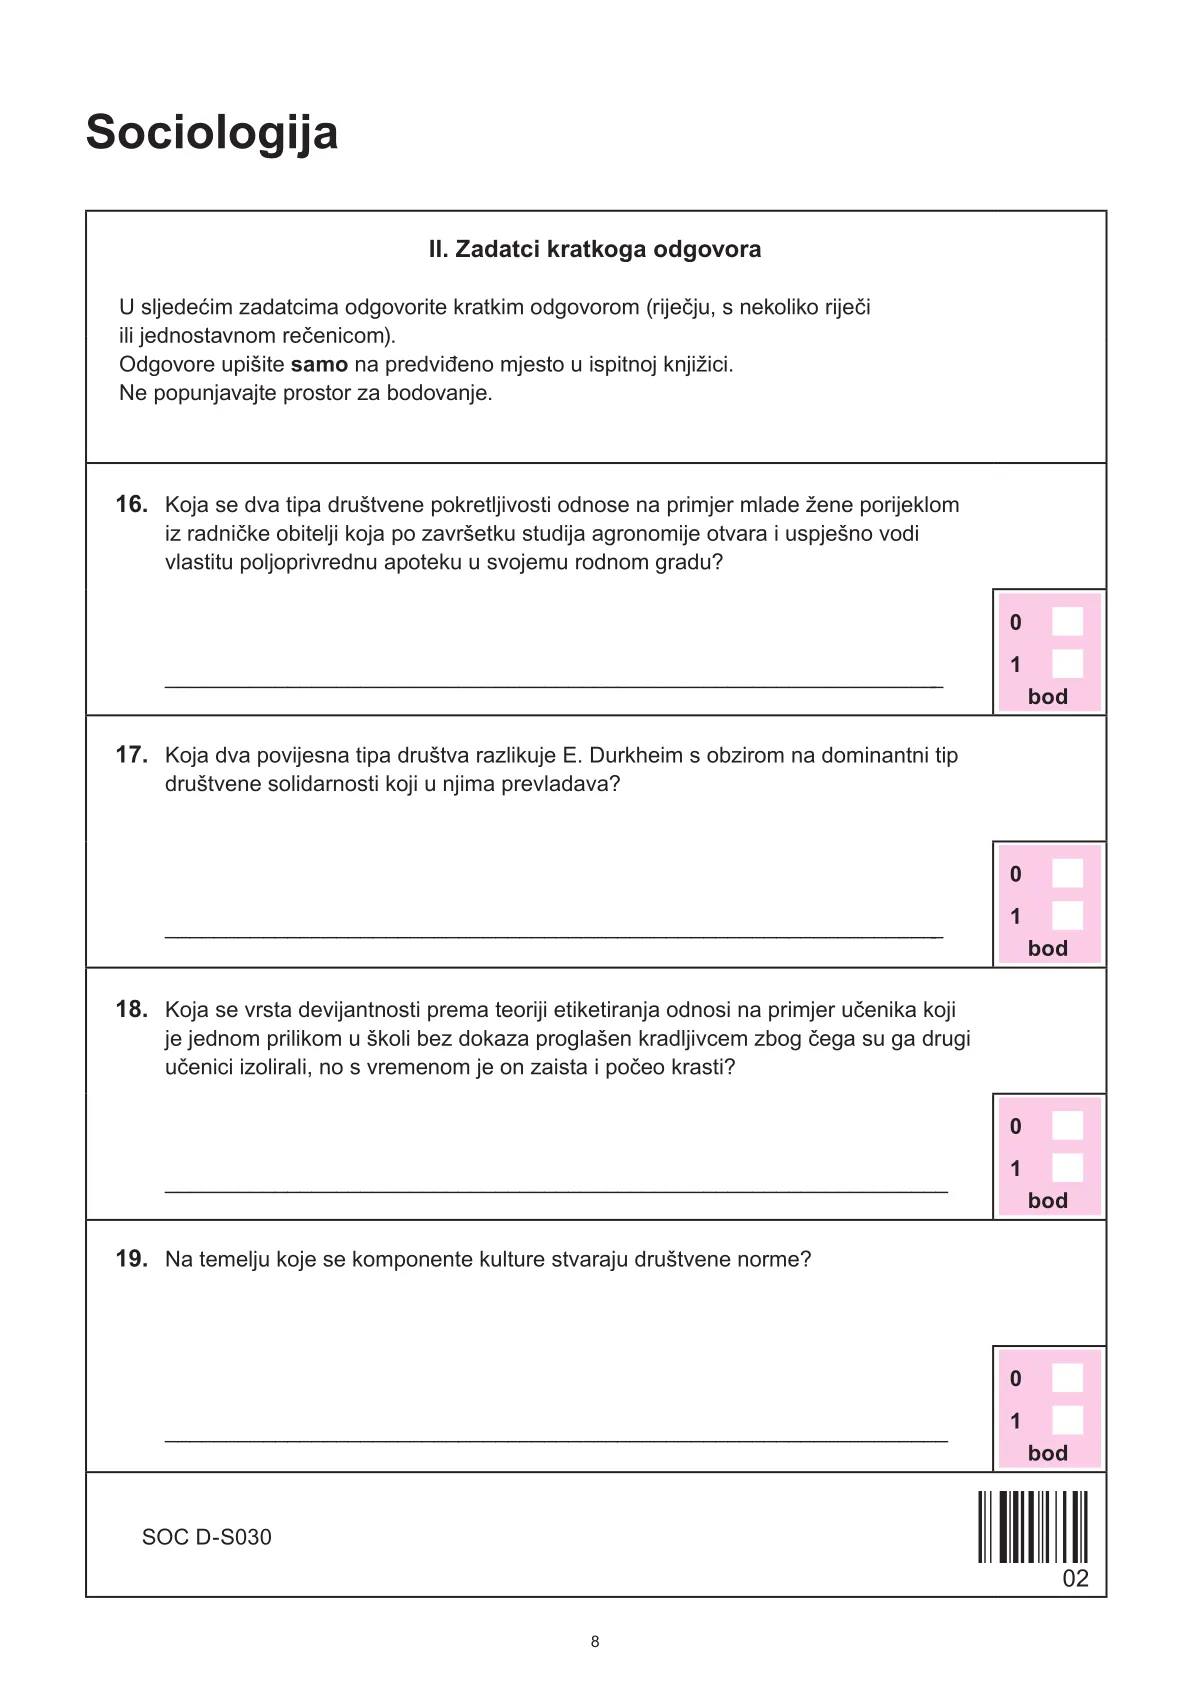 Sociologija
II. Zadatci kratkoga odgovora
U sljedećim zadatcima odgovorite kratkim odgovorom (riječju, s nekoliko riječi
ili jednostavnom rečenicom).
Odgovore upišite samo na predviđeno mjesto u ispitnoj knjižici.
Ne popunjavajte prostor za bodovanje.
16. Koja se dva tipa društvene pokretljivosti odnose na primjer mlade žene porijeklom
iz radničke obitelji koja po završetku studija agronomije otvara i uspješno vodi
vlastitu poljoprivrednu apoteku u svojemu rodnom gradu?
0
1
bod
17. Koja dva povijesna tipa društva razlikuje E. Durkheim s obzirom na dominantni tip
društvene solidarnosti koji u njima prevladava?
0
1
bod
18. Koja se vrsta devijantnosti prema teoriji etiketiranja odnosi na primjer učenika koji
je jednom prilikom u školi bez dokaza proglašen kradljivcem zbog čega su ga drugi
učenici izolirali, no s vremenom je on zaista i počeo krasti?
0
1
bod
19. Na temelju koje se komponente kulture stvaraju društvene norme?
0
1
bod
SOC D-S030
02
8